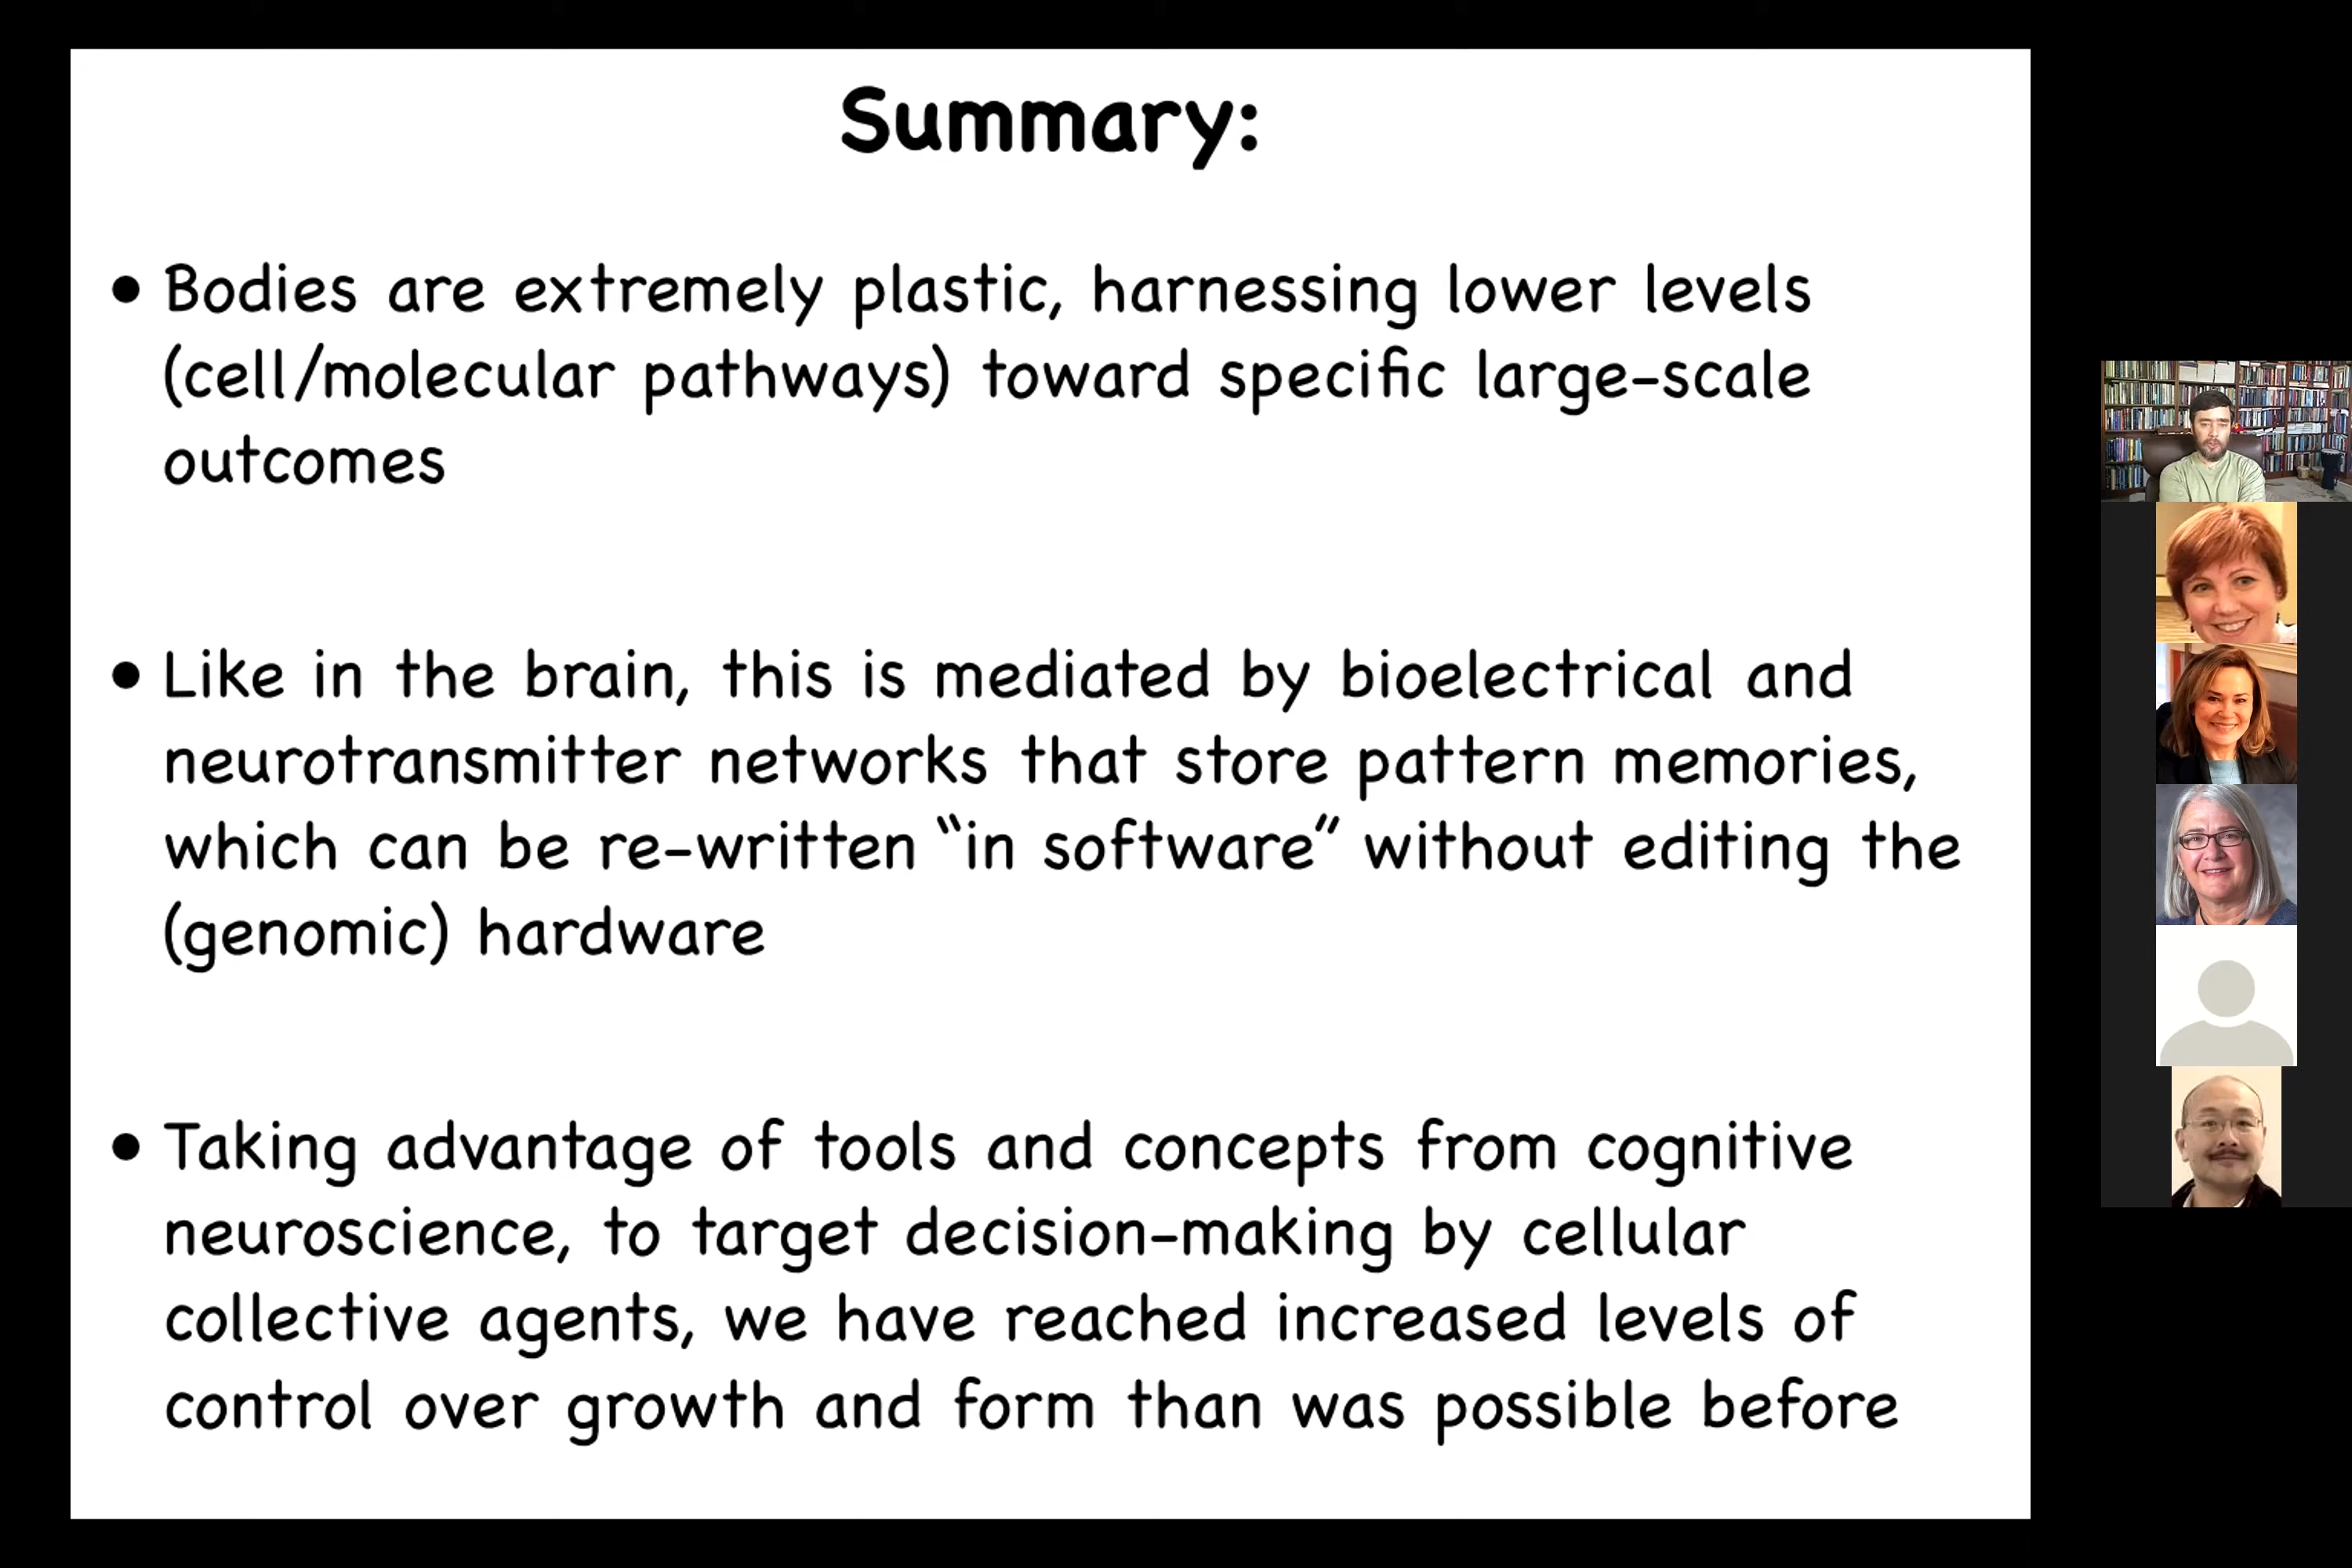 Summary:
• Bodies are extremely plastic, harnessing lower levels
(cell/molecular pathways) toward specific large-scale
outcomes
• Like in the brain, this is mediated by bioelectrical and
neurotransmitter networks that store pattern memories,
which can be re-written “in software” without editing the
(genomic) hardware
• Taking advantage of tools and concepts from cognitive
neuroscience, to target decision-making by cellular
collective agents, we have reached increased levels of
control over growth and form than was possible before